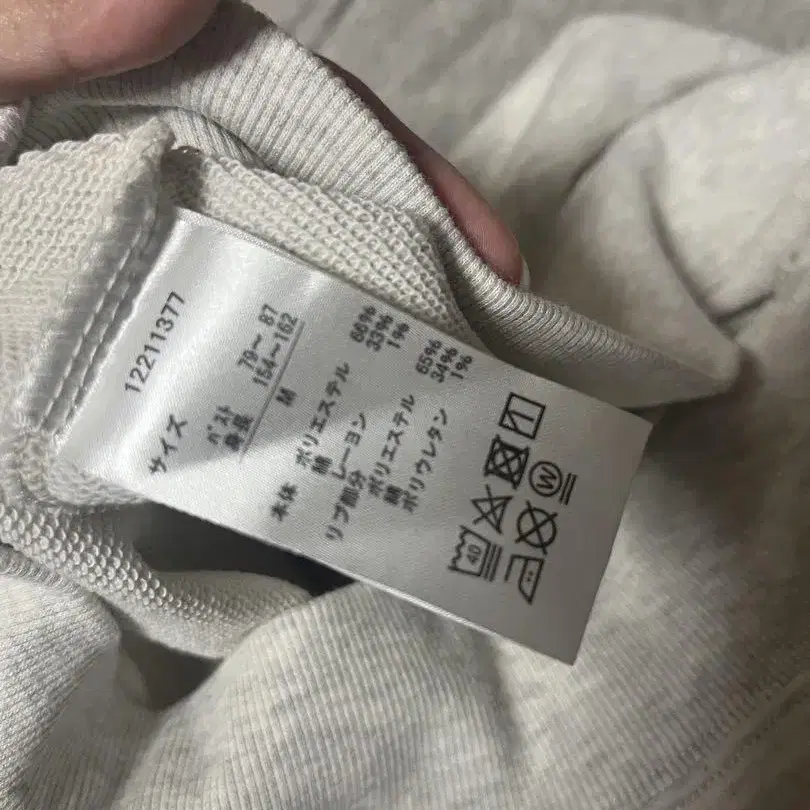 12211377
サイズ
バスト 79〜 87
身長 154〜162
M
本体 ポリエステル 66%
綿 33%
レーヨン 1%
リブ部分
ポリエステル 65%
綿 34%
ポリウレタン 1%
40
W